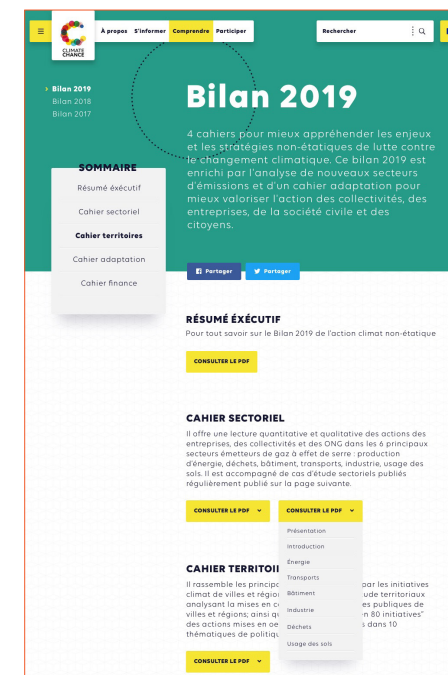 À propos S'informer Comprendre Participer
Rechercher
CLIMATE
CHANCE
Bilan 2019
Bilan 2018
Bilan 2017
Bilan 2019
4 cahiers pour mieux appréhender les enjeux
et les stratégies non-étatiques de lutte contre
le changement climatique. Ce bilan 2019 est
enrichi par l'analyse de nouveaux secteurs
d'émissions et d'un cahier adaptation pour
mieux valoriser l'action des collectivités, des
entreprises, de la société civile et des
citoyens.
SOMMAIRE
Résumé éxécutif
Cahier sectoriel
Cahier territoires
Cahier adaptation
Cahier finance
Partager Partager
RÉSUMÉ ÉXÉCUTIF
Pour tout savoir sur le Bilan 2019 de l'action climat non-étatique
CONSULTER LE PDF
CAHIER SECTORIEL
Il offre une lecture quantitative et qualitative des actions des
entreprises, des collectivités et des ONG dans les 6 principaux
secteurs émetteurs de gaz à effet de serre : production
d'énergie, déchets, bâtiment, transports, industrie, usage des
sols. Il est accompagné de cas d'étude sectoriels publiés
régulièrement publié sur la page suivante.
CONSULTER LE PDF CONSULTER LE PDF
Présentation
Introduction
Énergie
Transports
Bâtiment
Industrie
Déchets
Usage des sols
CAHIER TERRITOI
Il rassemble les princip par les initiatives
climat de villes et régio ude territoriaux
analysant la mises en es publiques de
villes et régions; ainsi q n 80 initiatives"
des actions mises en oe s dans 10
thématiques de politiq
CONSULTER LE PDF